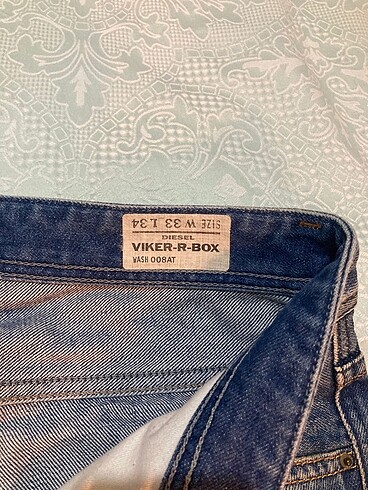 SIZE W 33 L 34
DIESEL
VIKER-R-BOX
WASH 008AT